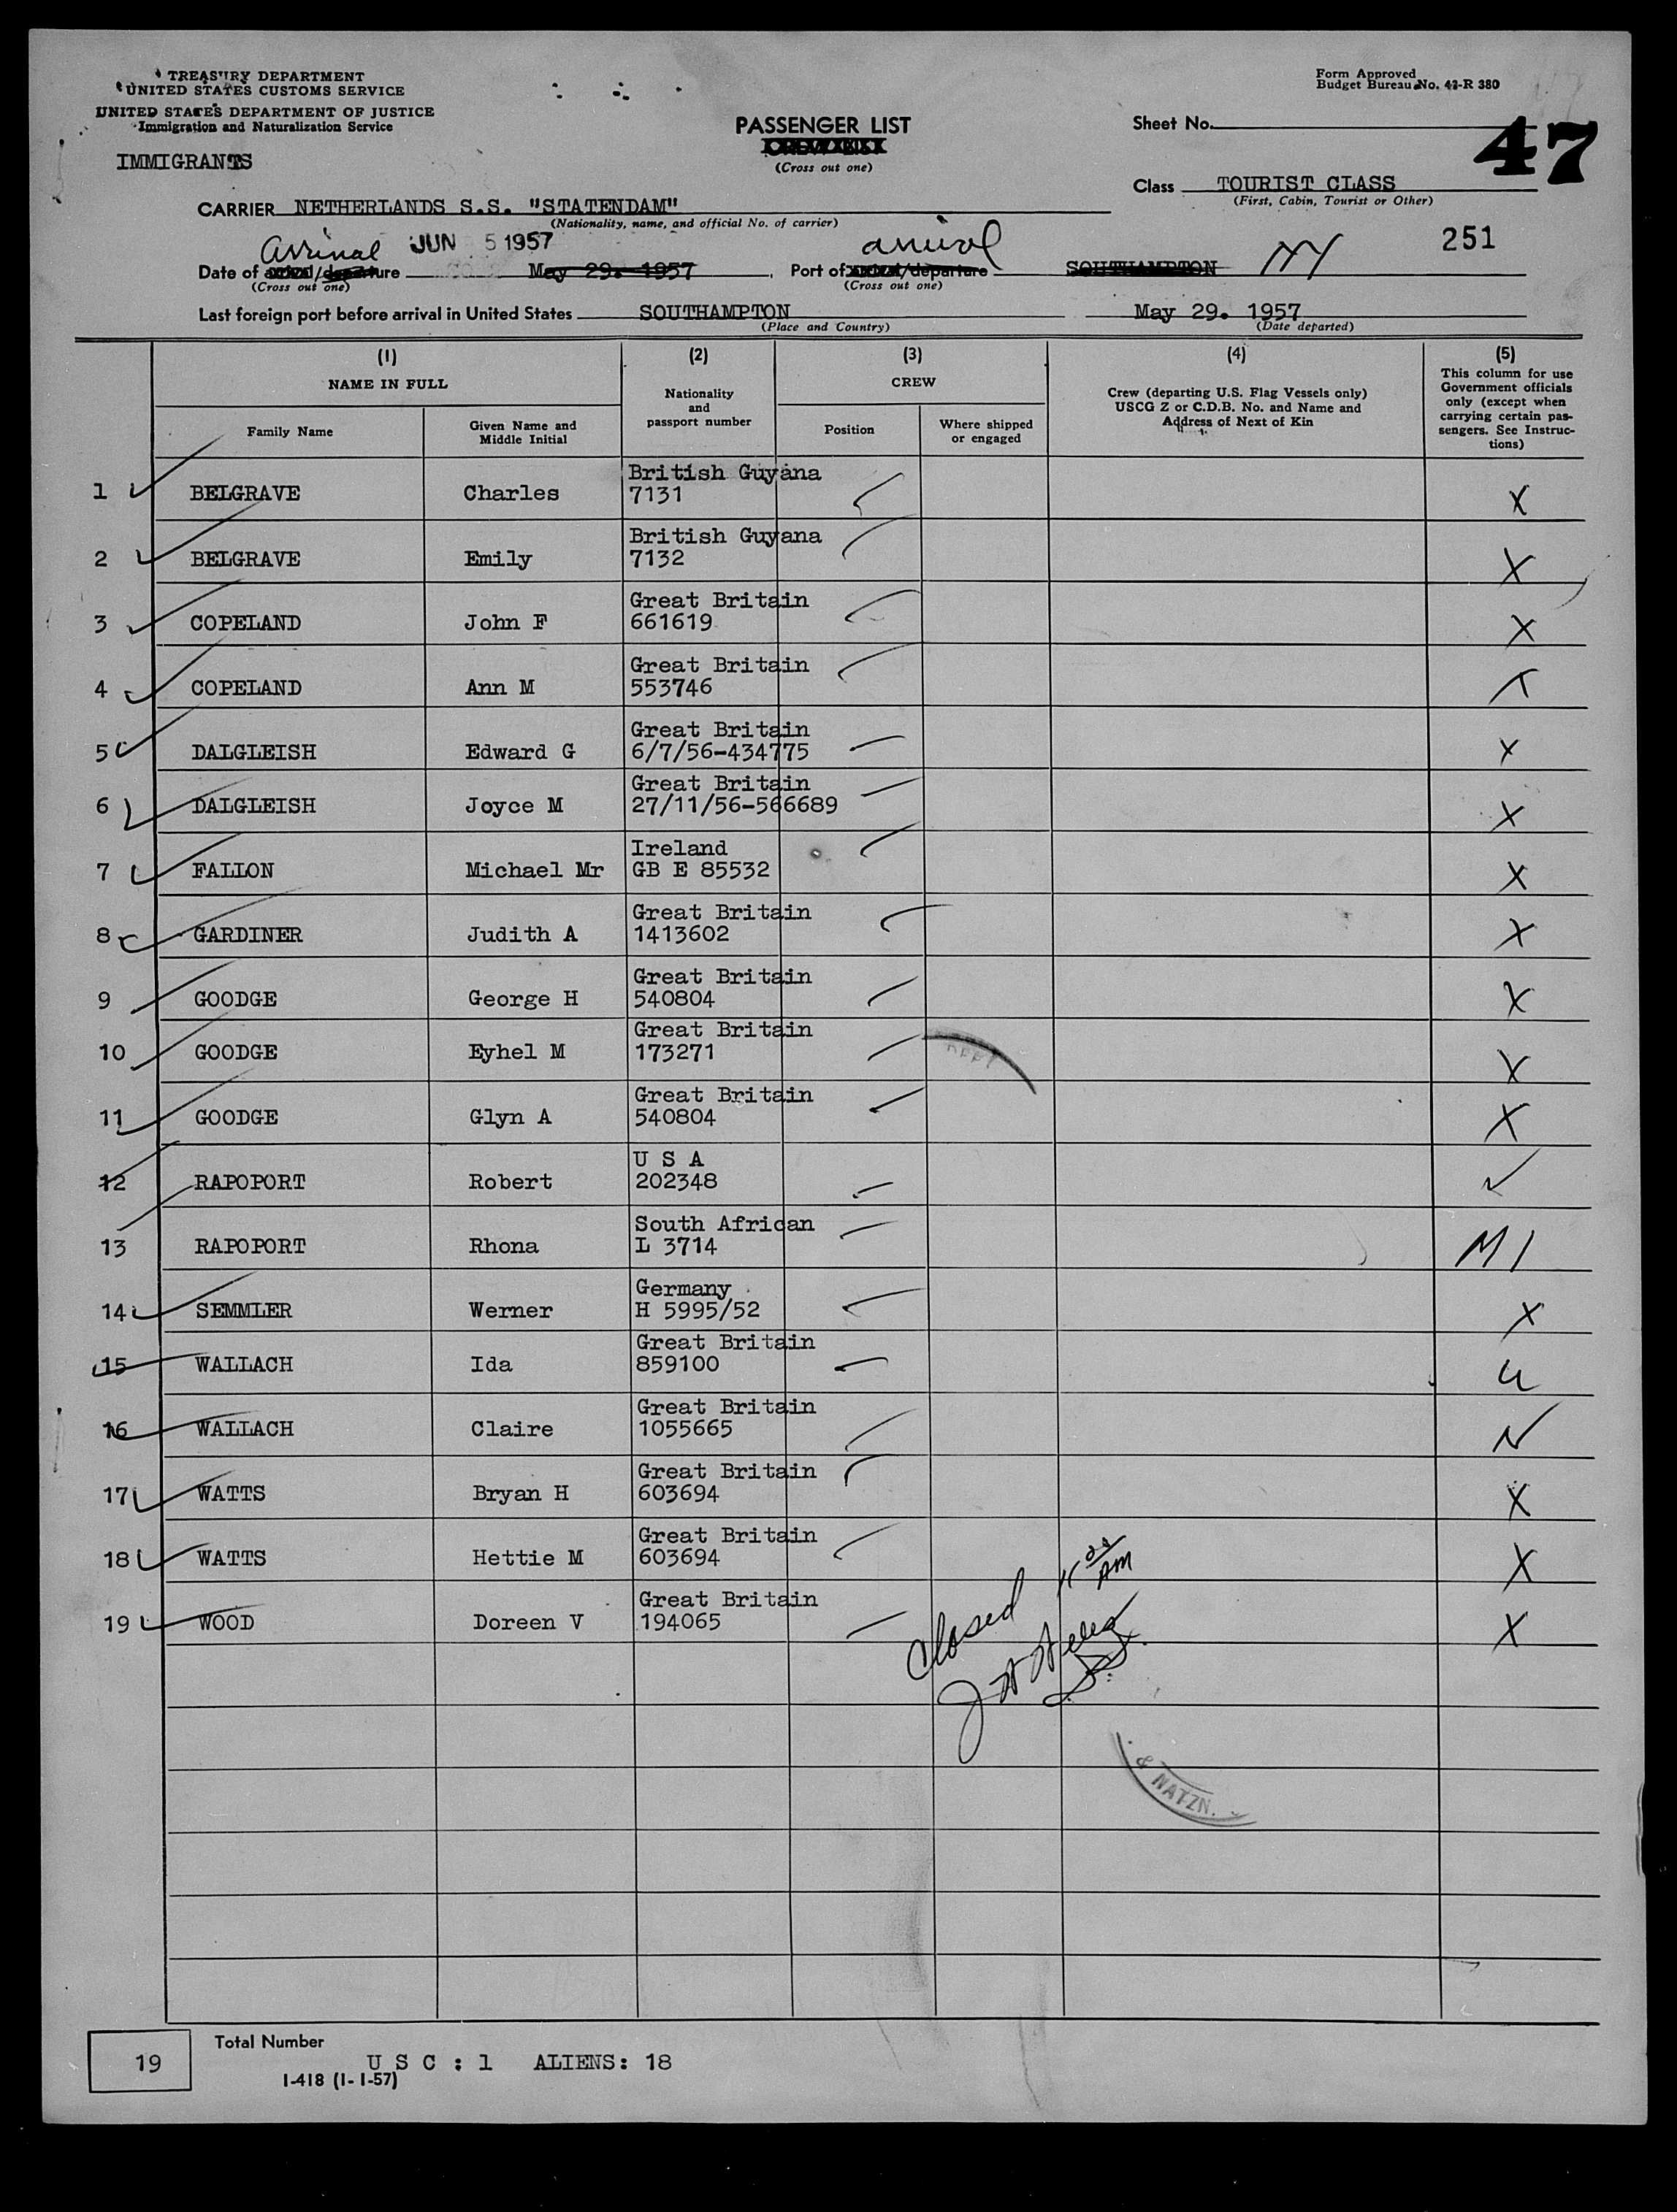 TREASURY DEPARTMENT
UNITED STATES CUSTOMS SERVICE
UNITED STATES DEPARTMENT OF JUSTICE
Immigration and Naturalization Service
IMMIGRANTS
Form Approved
Budget Bureau No. 43-R 380
PASSENGER LIST
CREW LIST
(Cross out one)
Sheet No. 47
Class TOURIST CLASS
(First, Cabin, Tourist or Other)
CARRIER NETHERLANDS S.S. "STATENDAM"
(Nationality, name, and official No. of carrier)
arrival JUN 5 1957 arrival 251
Date of arrival/departure May 29. 1957, Port of arrival/departure SOUTHAMPTON NY
(Cross out one) (Cross out one)
Last foreign port before arrival in United States SOUTHAMPTON May 29. 1957
(Place and Country) (Date departed)
(1) (2) (3) (4) (5)
NAME IN FULL
Family Name
Given Name and
Middle Initial
Nationality
and
passport number
CREW
Position
Where shipped
or engaged
Crew (departing U.S. Flag Vessels only)
USCG Z or C.D.B. No. and Name and
Address of Next of Kin
This column for use
Government officials
only (except when
carrying certain pas-
sengers. See Instruc-
tions)
British Guyana
1 BELGRAVE Charles 7131 X
British Guyana
2 BELGRAVE Emily 7132 X
Great Britain
3 COPELAND John F 661619 X
Great Britain
4 COPELAND Ann M 553746 X
Great Britain
5 DALGLEISH Edward G 6/7/56-434775 X
Great Britain
6 DALGLEISH Joyce M 27/11/56-566689 X
Ireland
7 FALLON Michael Mr GB E 85532 X
Great Britain
8 GARDINER Judith A 1413602 X
Great Britain
9 GOODGE George H 540804 X
Great Britain
10 GOODGE Eyhel M 173271 X
Great Britain
11 GOODGE Glyn A 540804 X
U S A
12 RAPOPORT Robert 202348
South African
13 RAPOPORT Rhona L 3714 M1
Germany
14 SEMMLER Werner H 5995/52 X
Great Britain
15 WALLACH Ida 859100
Great Britain
16 WALLACH Claire 1055665 N
Great Britain
17 WATTS Bryan H 603694 X
Great Britain
18 WATTS Hettie M 603694 X
Great Britain
19 WOOD Doreen V 194065 X
Closed AM
& NATZN.
19
Total Number
U S C : 1 ALIENS: 18
I-418 (1-1-57)